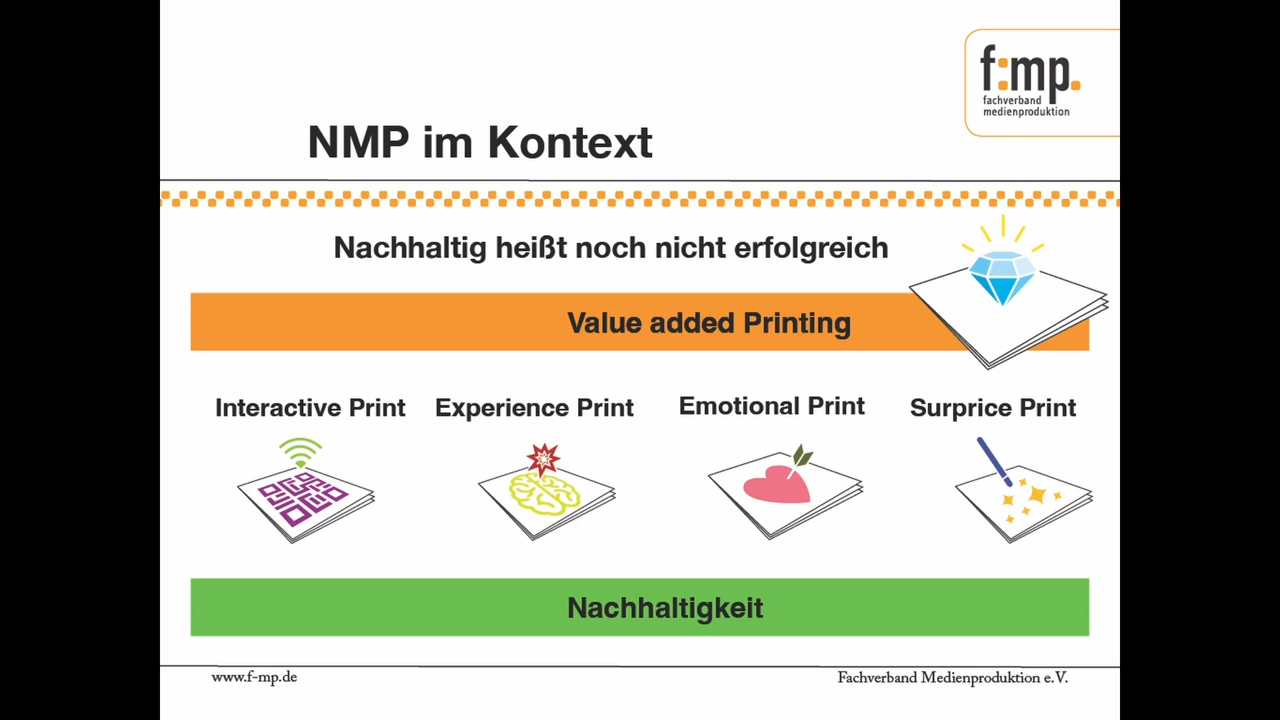 f:mp.
fachverband
medienproduktion
NMP im Kontext
Nachhaltig heißt noch nicht erfolgreich
Value added Printing
Interactive Print
Experience Print
Emotional Print
Surprice Print
Nachhaltigkeit
www.f-mp.de
Fachverband Medienproduktion e.V.